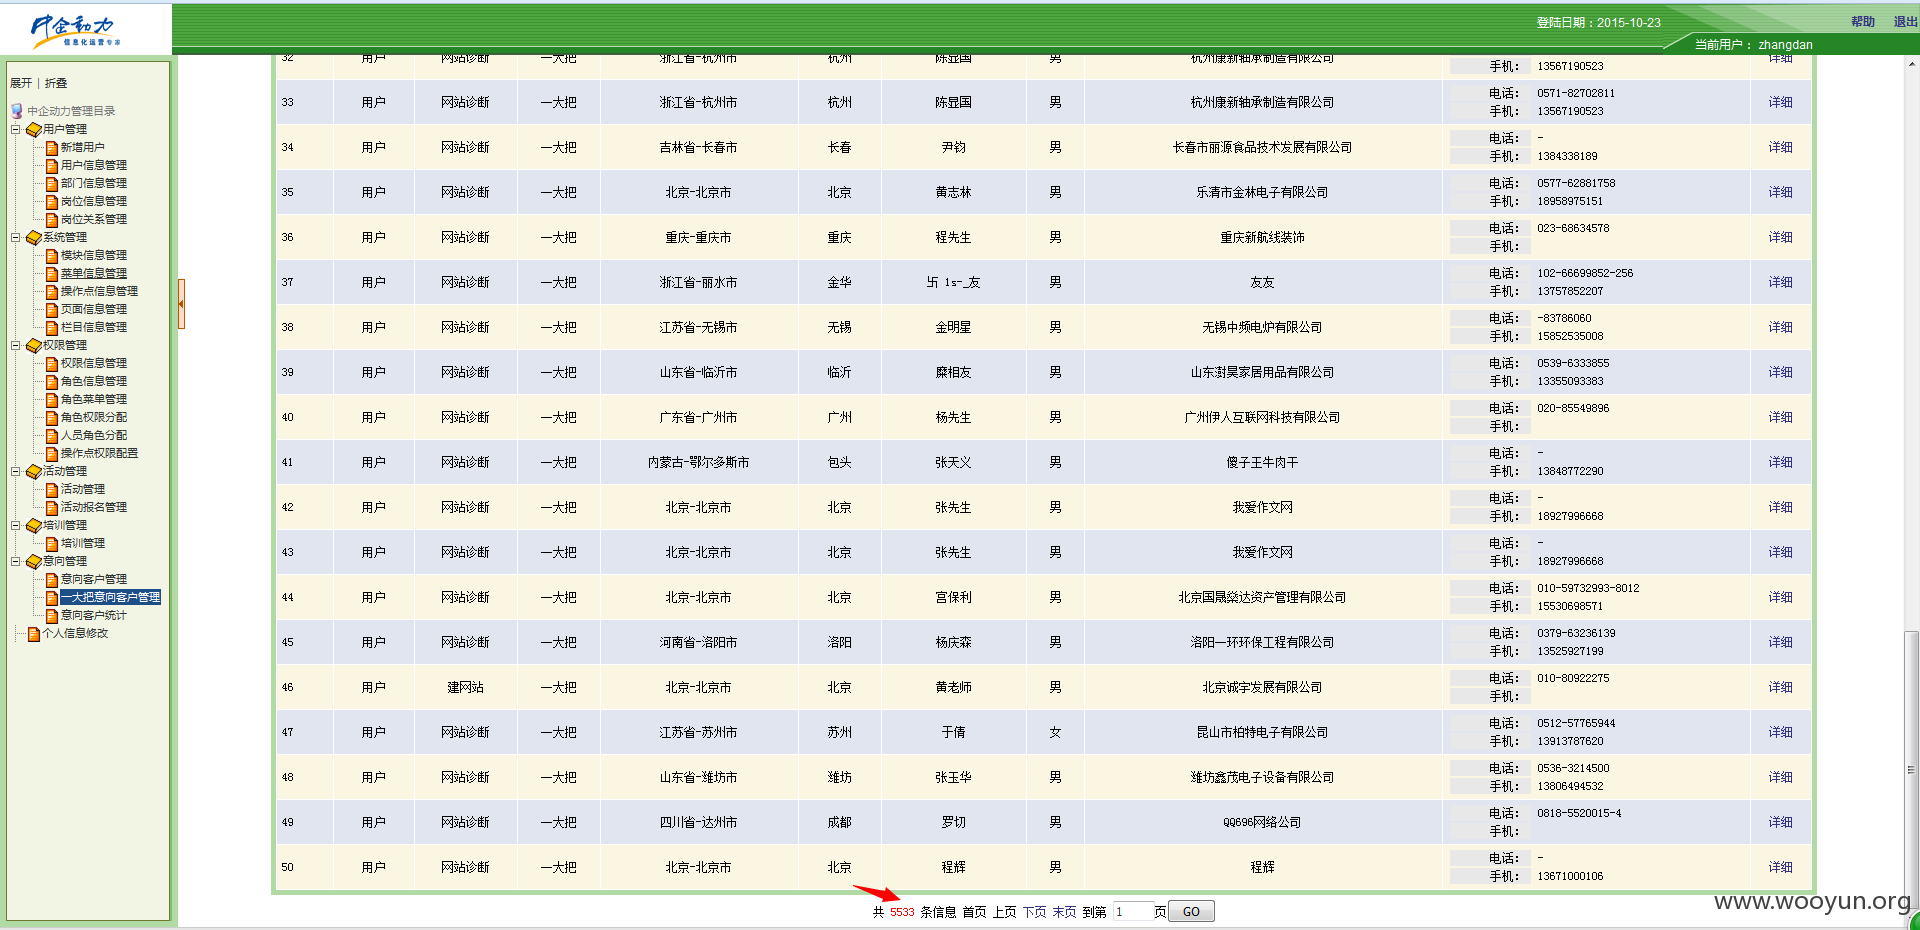 中企动力
信息化运营专家
登陆日期：2015-10-23
帮助 退出
当前用户： zhangdan
展开 | 折叠
中企动力管理目录
用户管理
新增用户
用户信息管理
部门信息管理
岗位信息管理
岗位关系管理
系统管理
模块信息管理
菜单信息管理
操作点信息管理
页面信息管理
栏目信息管理
权限管理
权限信息管理
角色信息管理
角色菜单管理
角色权限分配
人员角色分配
操作点权限配置
活动管理
活动管理
活动报名管理
培训管理
培训管理
意向管理
意向客户管理
一大把意向客户管理
意向客户统计
个人信息修改
32 用户 网站诊断 一大把 浙江省-杭州市 杭州 陈显国 男 杭州康新轴承制造有限公司 手机： 13567190523 详细
33 用户 网站诊断 一大把 浙江省-杭州市 杭州 陈显国 男 杭州康新轴承制造有限公司 电话： 0571-82702811 手机： 13567190523 详细
34 用户 网站诊断 一大把 吉林省-长春市 长春 尹钧 男 长春市丽源食品技术发展有限公司 电话： - 手机： 1384338189 详细
35 用户 网站诊断 一大把 北京-北京市 北京 黄志林 男 乐清市金林电子有限公司 电话： 0577-62881758 手机： 18958975151 详细
36 用户 网站诊断 一大把 重庆-重庆市 重庆 程先生 男 重庆新航线装饰 电话： 023-68634578 手机： 详细
37 用户 网站诊断 一大把 浙江省-丽水市 金华 卐 1s-_友 男 友友 电话： 102-66699852-256 手机： 13757852207 详细
38 用户 网站诊断 一大把 江苏省-无锡市 无锡 金明星 男 无锡中频电炉有限公司 电话： -83786060 手机： 15852535008 详细
39 用户 网站诊断 一大把 山东省-临沂市 临沂 糜相友 男 山东澍昊家居用品有限公司 电话： 0539-6333855 手机： 13355093383 详细
40 用户 网站诊断 一大把 广东省-广州市 广州 杨先生 男 广州伊人互联网科技有限公司 电话： 020-85549896 手机： 详细
41 用户 网站诊断 一大把 内蒙古-鄂尔多斯市 包头 张天义 男 傻子王牛肉干 电话： - 手机： 13848772290 详细
42 用户 网站诊断 一大把 北京-北京市 北京 张先生 男 我爱作文网 电话： - 手机： 18927996668 详细
43 用户 网站诊断 一大把 北京-北京市 北京 张先生 男 我爱作文网 电话： - 手机： 18927996668 详细
44 用户 网站诊断 一大把 北京-北京市 北京 宫保利 男 北京国晟燊达资产管理有限公司 电话： 010-59732993-8012 手机： 15530698571 详细
45 用户 网站诊断 一大把 河南省-洛阳市 洛阳 杨庆森 男 洛阳一环环保工程有限公司 电话： 0379-63236139 手机： 13525927199 详细
46 用户 建网站 一大把 北京-北京市 北京 黄老师 男 北京诚宇发展有限公司 电话： 010-80922275 手机： 详细
47 用户 网站诊断 一大把 江苏省-苏州市 苏州 于倩 女 昆山市柏特电子有限公司 电话： 0512-57765944 手机： 13913787620 详细
48 用户 网站诊断 一大把 山东省-潍坊市 潍坊 张玉华 男 潍坊鑫茂电子设备有限公司 电话： 0536-3214500 手机： 13806494532 详细
49 用户 网站诊断 一大把 四川省-达州市 成都 罗切 男 QQ696网络公司 电话： 0818-5520015-4 手机： 详细
50 用户 网站诊断 一大把 北京-北京市 北京 程辉 男 程辉 电话： - 手机： 13671000106 详细
共 5533 条信息 首页 上页 下页 末页 到第 1 页 GO
www.wooyun.org